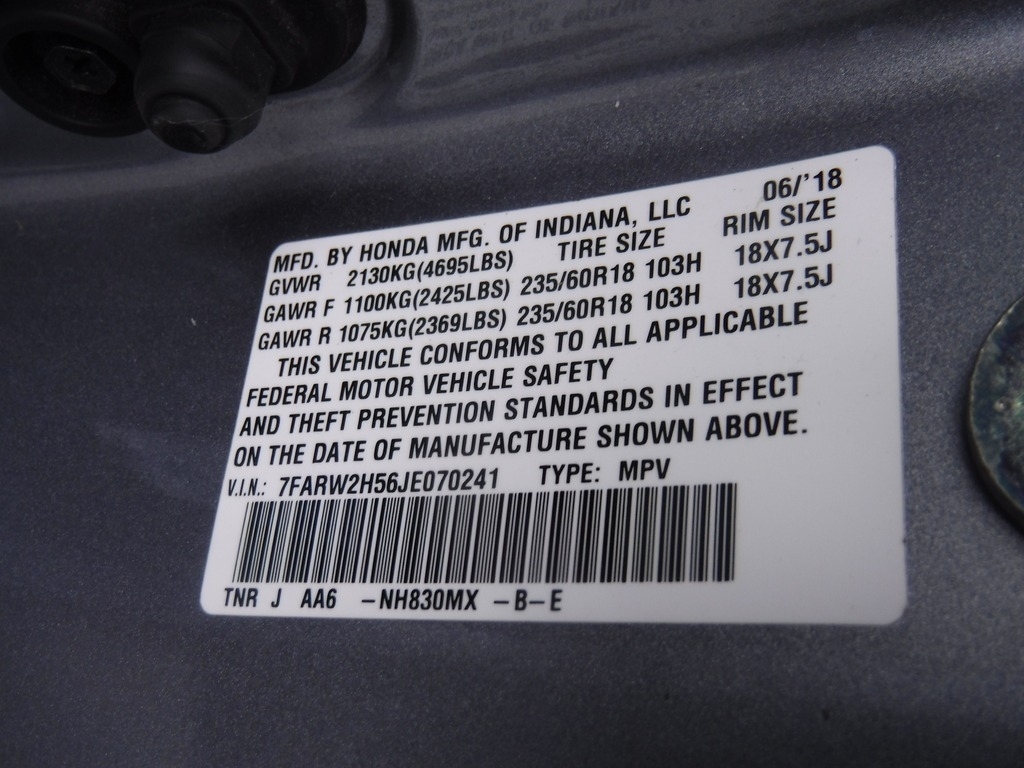 MFD. BY HONDA MFG. OF INDIANA, LLC 06/'18
GVWR 2130KG(4695LBS) TIRE SIZE RIM SIZE
GAWR F 1100KG(2425LBS) 235/60R18 103H 18X7.5J
GAWR R 1075KG(2369LBS) 235/60R18 103H 18X7.5J
THIS VEHICLE CONFORMS TO ALL APPLICABLE
FEDERAL MOTOR VEHICLE SAFETY
AND THEFT PREVENTION STANDARDS IN EFFECT
ON THE DATE OF MANUFACTURE SHOWN ABOVE.
V.I.N.: 7FARW2H56JE070241 TYPE: MPV
TNR J AA6 -NH830MX -B-E